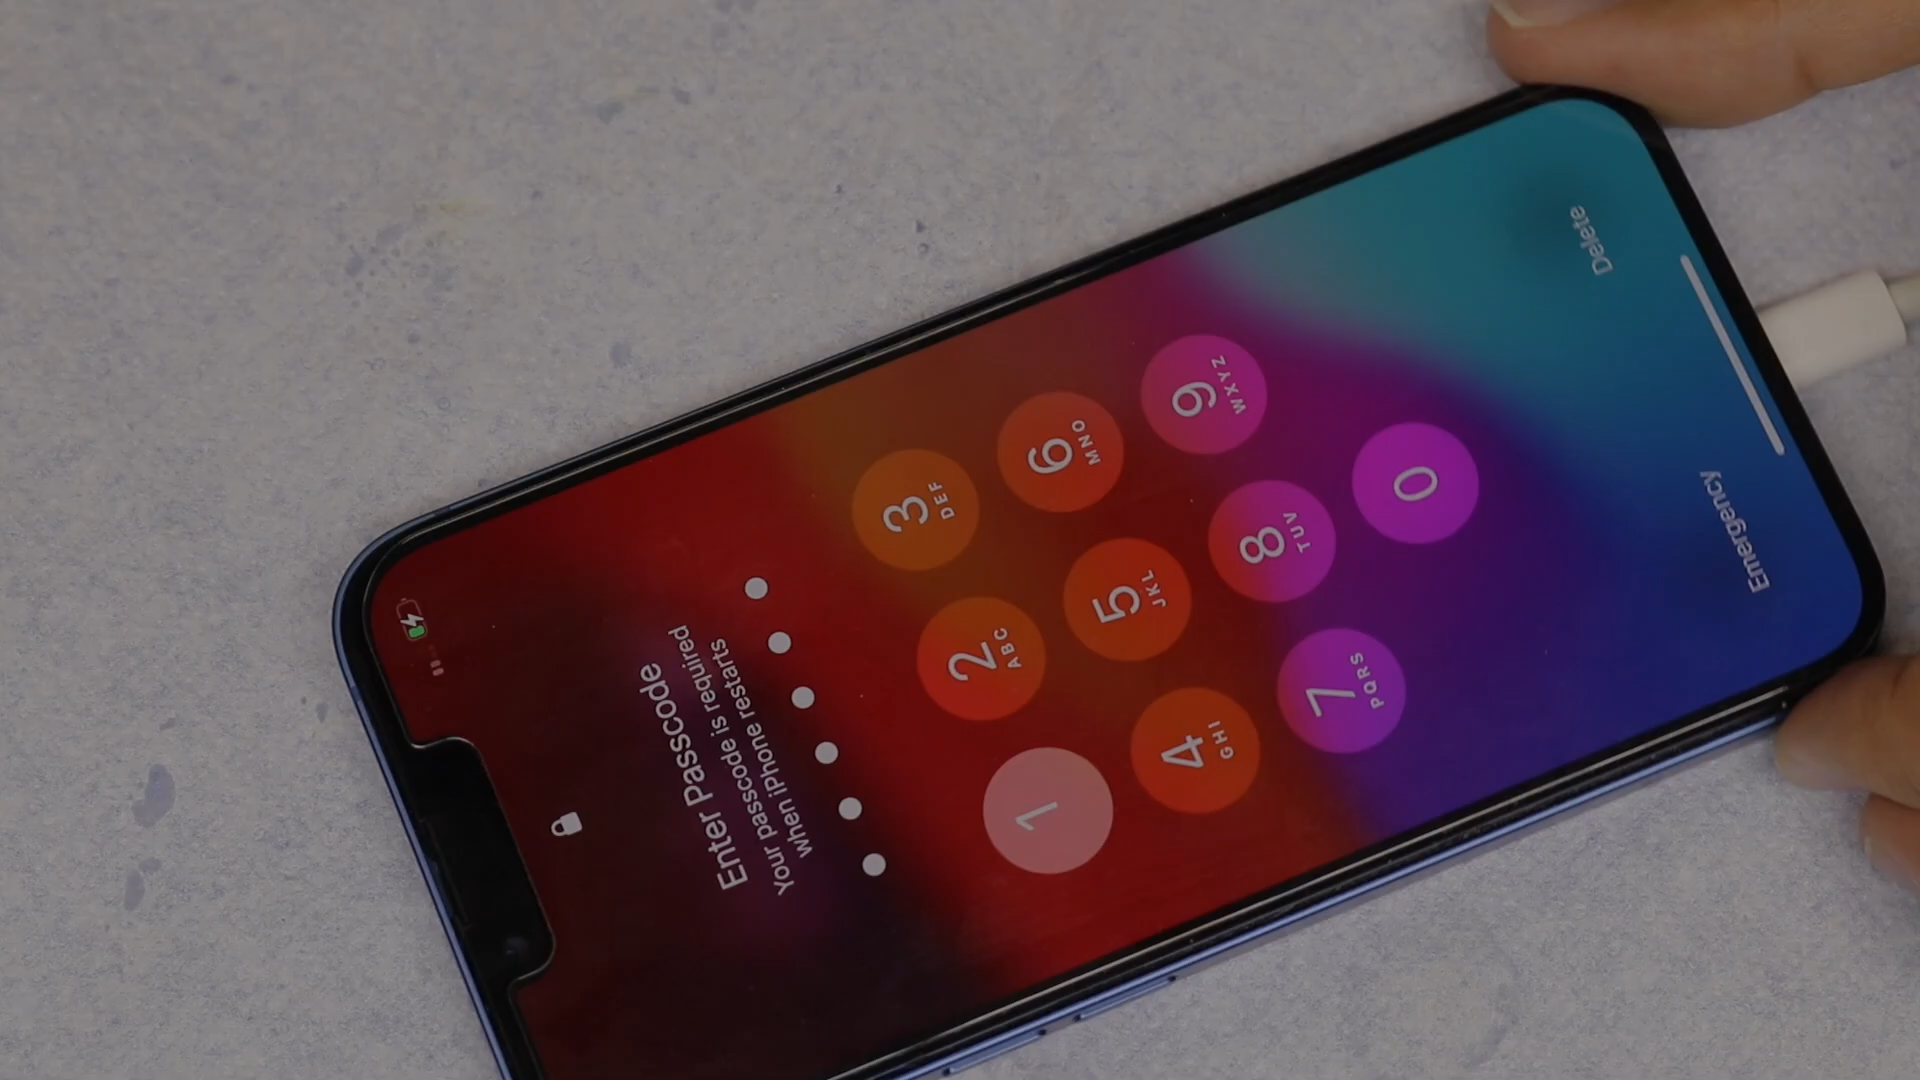 Enter Passcode
Your passcode is required
when iPhone restarts
1
2
ABC
3
DEF
4
GHI
5
JKL
6
MNO
7
PQRS
8
TUV
9
WXYZ
0
Emergency
Delete